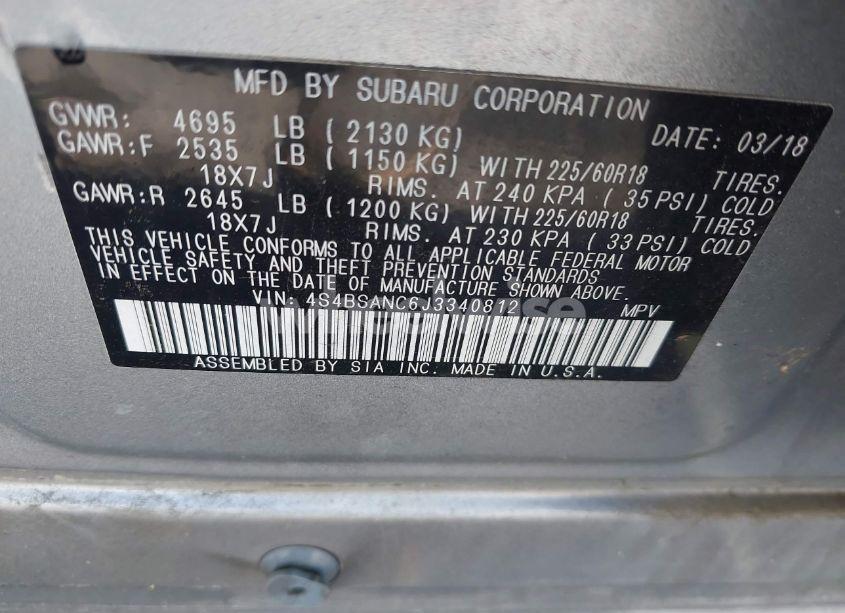 MFD BY SUBARU CORPORATION
GVWR: 4695 LB ( 2130 KG) DATE: 03/18
GAWR:F 2535 LB ( 1150 KG) WITH 225/60R18 TIRES.
18X7J RIMS. AT 240 KPA ( 35 PSI) COLD
GAWR:R 2645 LB ( 1200 KG) WITH 225/60R18 TIRES.
18X7J RIMS. AT 230 KPA ( 33 PSI) COLD
THIS VEHICLE CONFORMS TO ALL APPLICABLE FEDERAL MOTOR
VEHICLE SAFETY AND THEFT PREVENTION STANDARDS
IN EFFECT ON THE DATE OF MANUFACTURE SHOWN ABOVE.
VIN: 4S4BSANC6J3340812 MPV
ASSEMBLED BY SIA INC. MADE IN U.S.A.